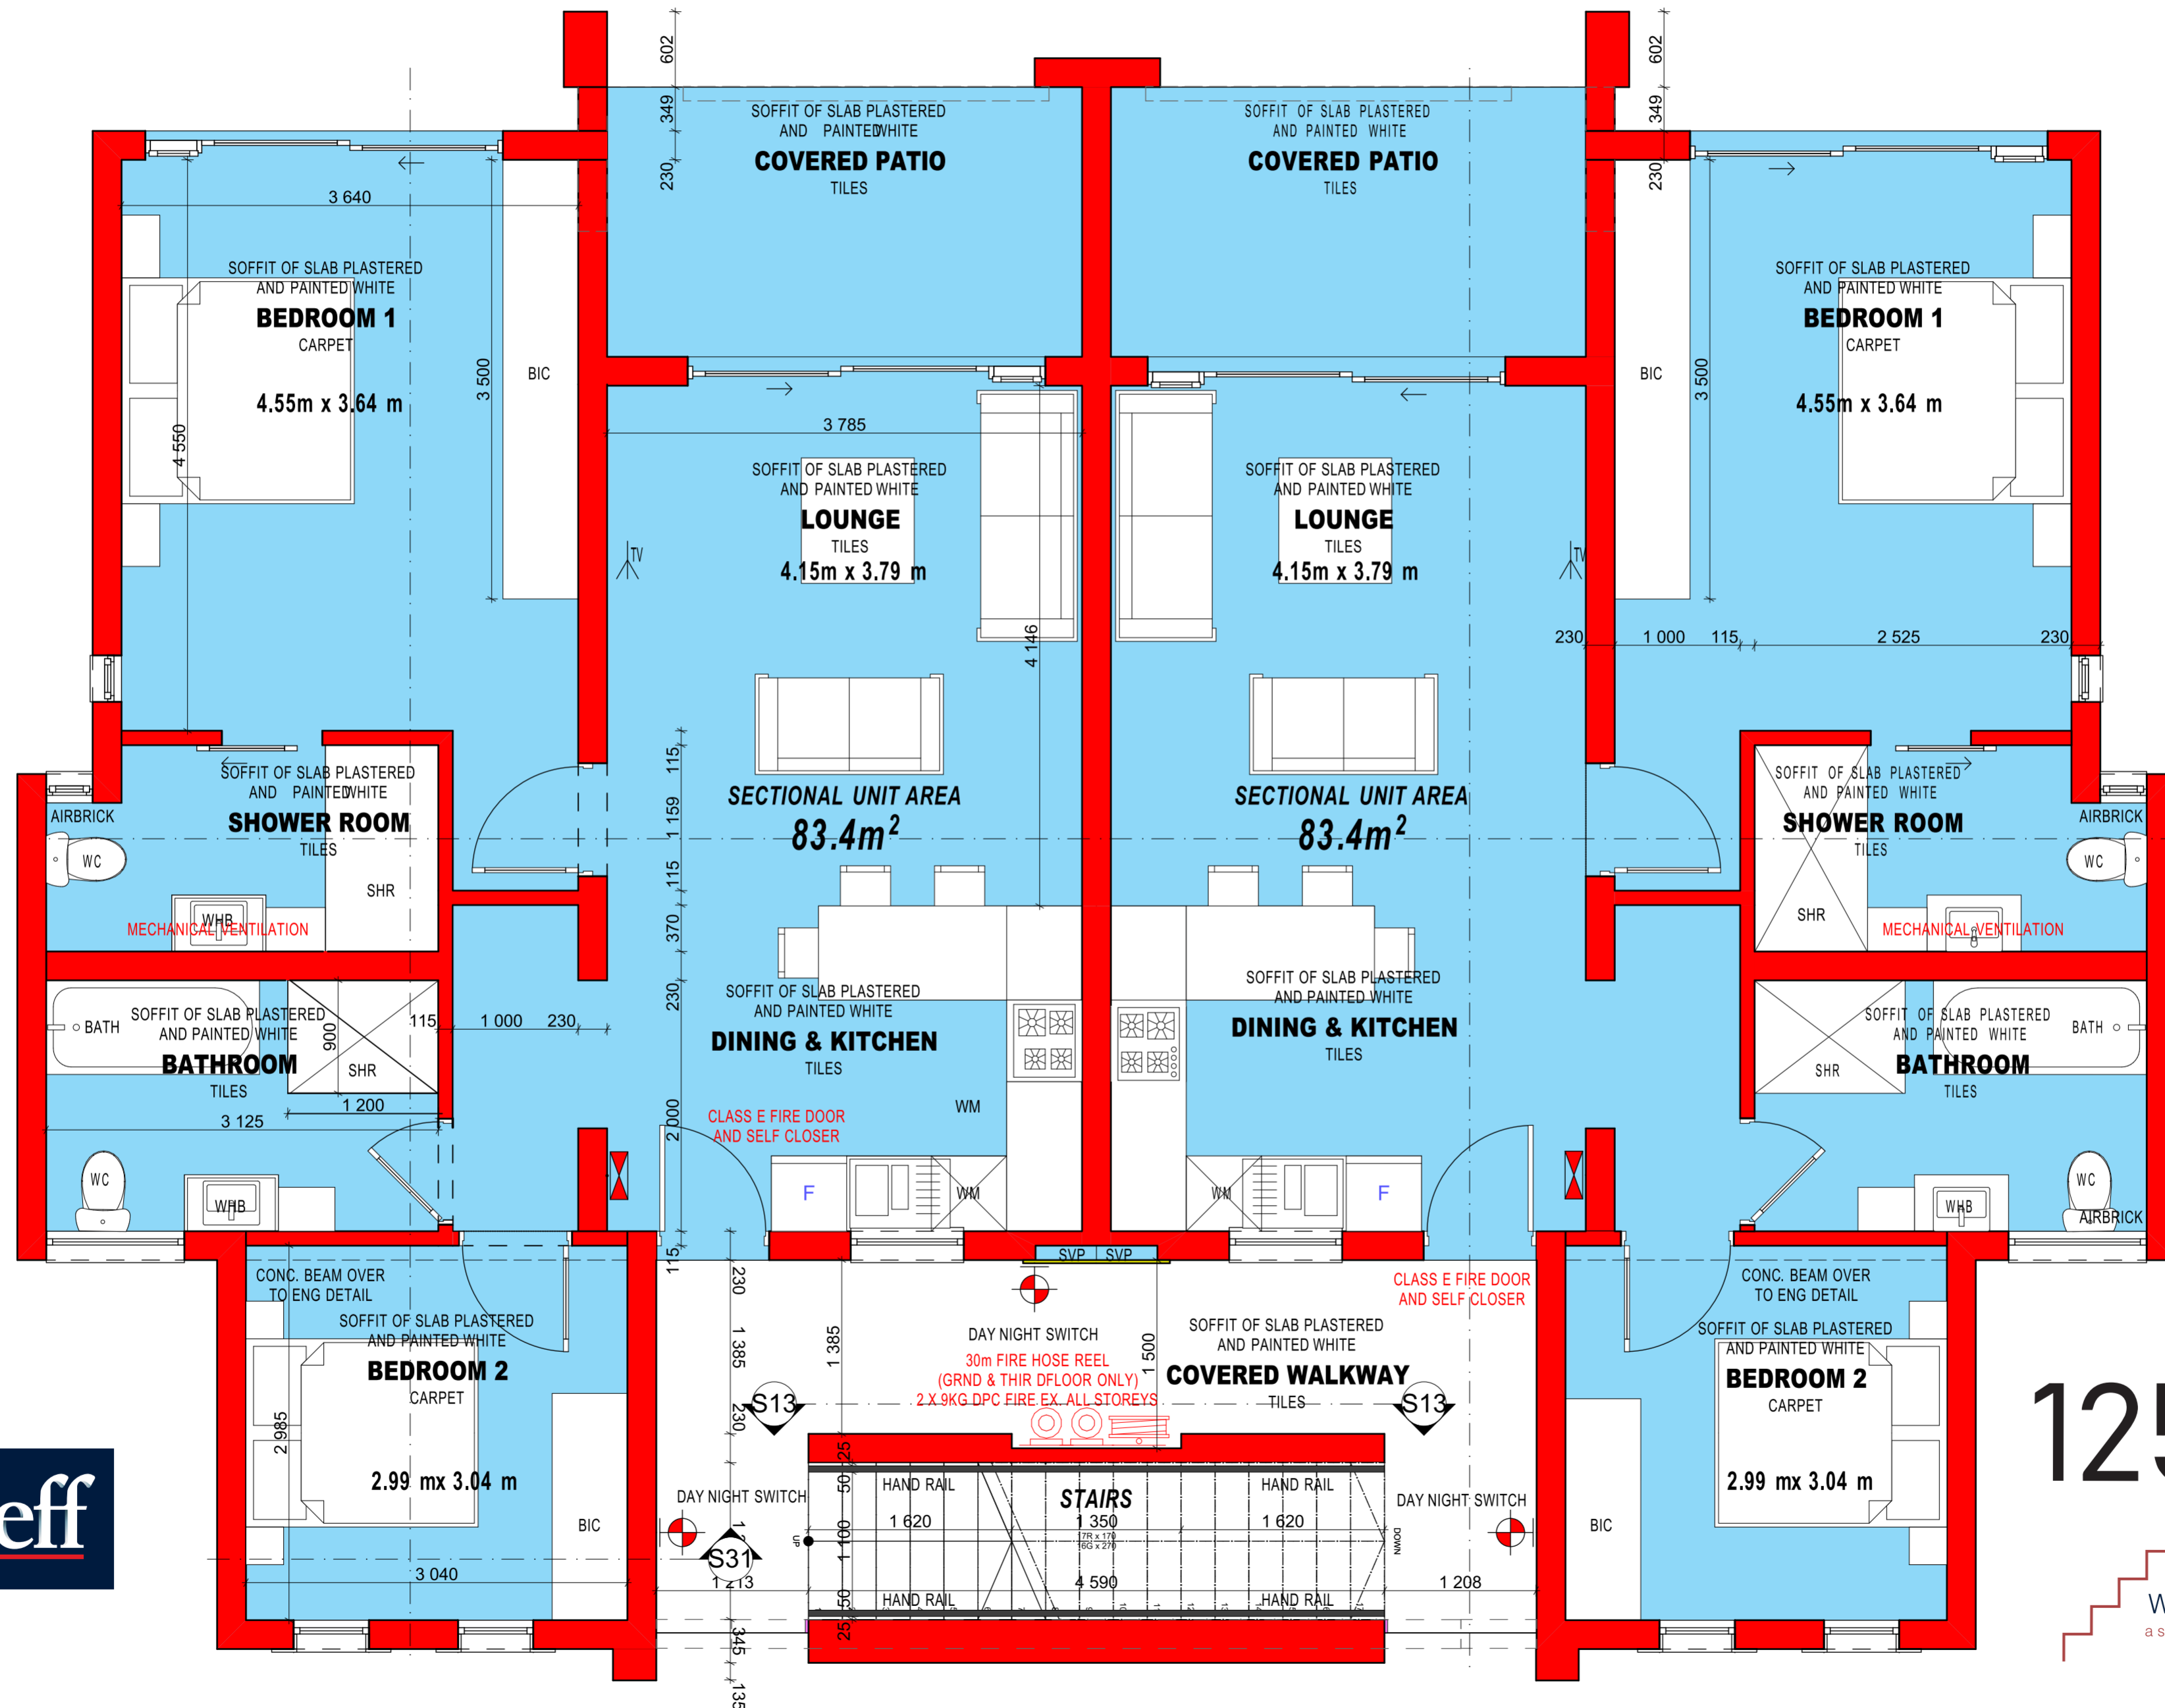 602
602
349
349
230
230
SOFFIT OF SLAB PLASTERED
AND PAINTED WHITE
COVERED PATIO
TILES
SOFFIT OF SLAB PLASTERED
AND PAINTED WHITE
COVERED PATIO
TILES
3 640
SOFFIT OF SLAB PLASTERED
AND PAINTED WHITE
BEDROOM 1
CARPET
4.55m x 3.64 m
4 550
3 500
BIC
SOFFIT OF SLAB PLASTERED
AND PAINTED WHITE
BEDROOM 1
CARPET
4.55m x 3.64 m
3 500
BIC
3 785
SOFFIT OF SLAB PLASTERED
AND PAINTED WHITE
LOUNGE
TILES
4.15m x 3.79 m
TV
4 146
SOFFIT OF SLAB PLASTERED
AND PAINTED WHITE
LOUNGE
TILES
4.15m x 3.79 m
TV
230
1 000
115
2 525
230
SECTIONAL UNIT AREA
83.4m²
SECTIONAL UNIT AREA
83.4m²
115
1 159
115
370
230
2 000
115
SOFFIT OF SLAB PLASTERED
AND PAINTED WHITE
SHOWER ROOM
TILES
AIRBRICK
WC
SHR
WHB
MECHANICAL VENTILATION
SOFFIT OF SLAB PLASTERED
AND PAINTED WHITE
SHOWER ROOM
TILES
AIRBRICK
WC
SHR
MECHANICAL VENTILATION
SOFFIT OF SLAB PLASTERED
AND PAINTED WHITE
BATHROOM
TILES
BATH
900
SHR
1 200
3 125
115
1 000
230
WC
WHB
SOFFIT OF SLAB PLASTERED
AND PAINTED WHITE
DINING & KITCHEN
TILES
WM
CLASS E FIRE DOOR
AND SELF CLOSER
F
WM
SOFFIT OF SLAB PLASTERED
AND PAINTED WHITE
DINING & KITCHEN
TILES
WM
F
SOFFIT OF SLAB PLASTERED
AND PAINTED WHITE
BATHROOM
TILES
BATH
SHR
WC
WHB
AIRBRICK
SVP
SVP
CONC. BEAM OVER
TO ENG DETAIL
SOFFIT OF SLAB PLASTERED
AND PAINTED WHITE
BEDROOM 2
CARPET
2.99 mx 3.04 m
2 985
BIC
3 040
230
1 385
230
1 385
DAY NIGHT SWITCH
30m FIRE HOSE REEL
(GRND & THIR DFLOOR ONLY)
2 X 9KG DPC FIRE EX. ALL STOREYS
1 500
SOFFIT OF SLAB PLASTERED
AND PAINTED WHITE
COVERED WALKWAY
TILES
CLASS E FIRE DOOR
AND SELF CLOSER
S13
S13
CONC. BEAM OVER
TO ENG DETAIL
SOFFIT OF SLAB PLASTERED
AND PAINTED WHITE
BEDROOM 2
CARPET
2.99 mx 3.04 m
BIC
DAY NIGHT SWITCH
DAY NIGHT SWITCH
25
50
1 100
50
25
HAND RAIL
STAIRS
HAND RAIL
1 620
1 350
1 620
17R x 170
16G x 270
UP
DOWN
S31
1 213
4 590
1 208
HAND RAIL
HAND RAIL
345
135
eff
125
W
a s